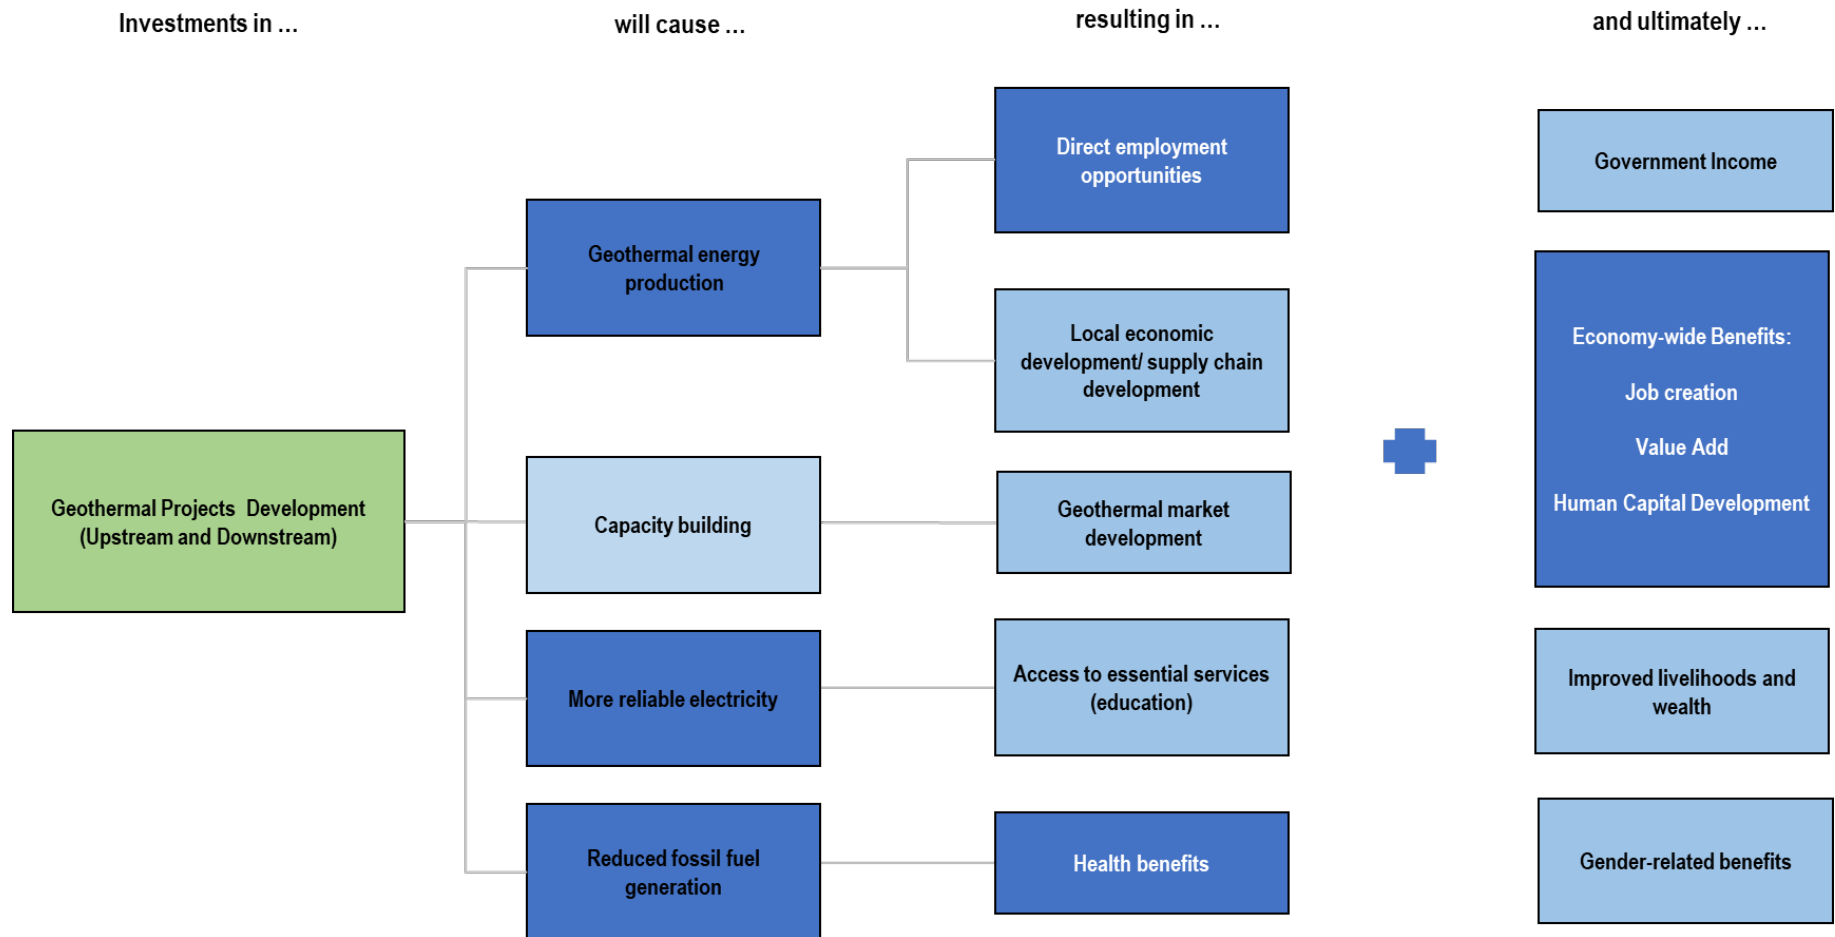 Investments in ...
will cause ...
resulting in ...
and ultimately ...
Geothermal Projects Development
(Upstream and Downstream)
Geothermal energy
production
Capacity building
More reliable electricity
Reduced fossil fuel
generation
Direct employment
opportunities
Local economic
development/ supply chain
development
Geothermal market
development
Access to essential services
(education)
Health benefits
Government Income
Economy-wide Benefits:
Job creation
Value Add
Human Capital Development
Improved livelihoods and
wealth
Gender-related benefits